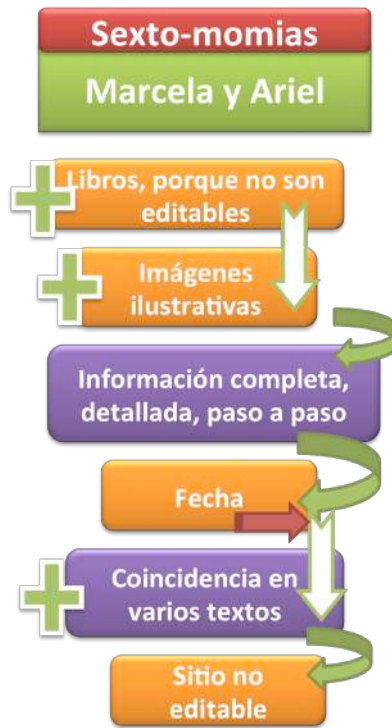 Sexto-momias
Marcela y Ariel
Libros, porque no son
editables
Imágenes
ilustrativas
Información completa,
detallada, paso a paso
Fecha
Coincidencia en
varios textos
Sitio no
editable